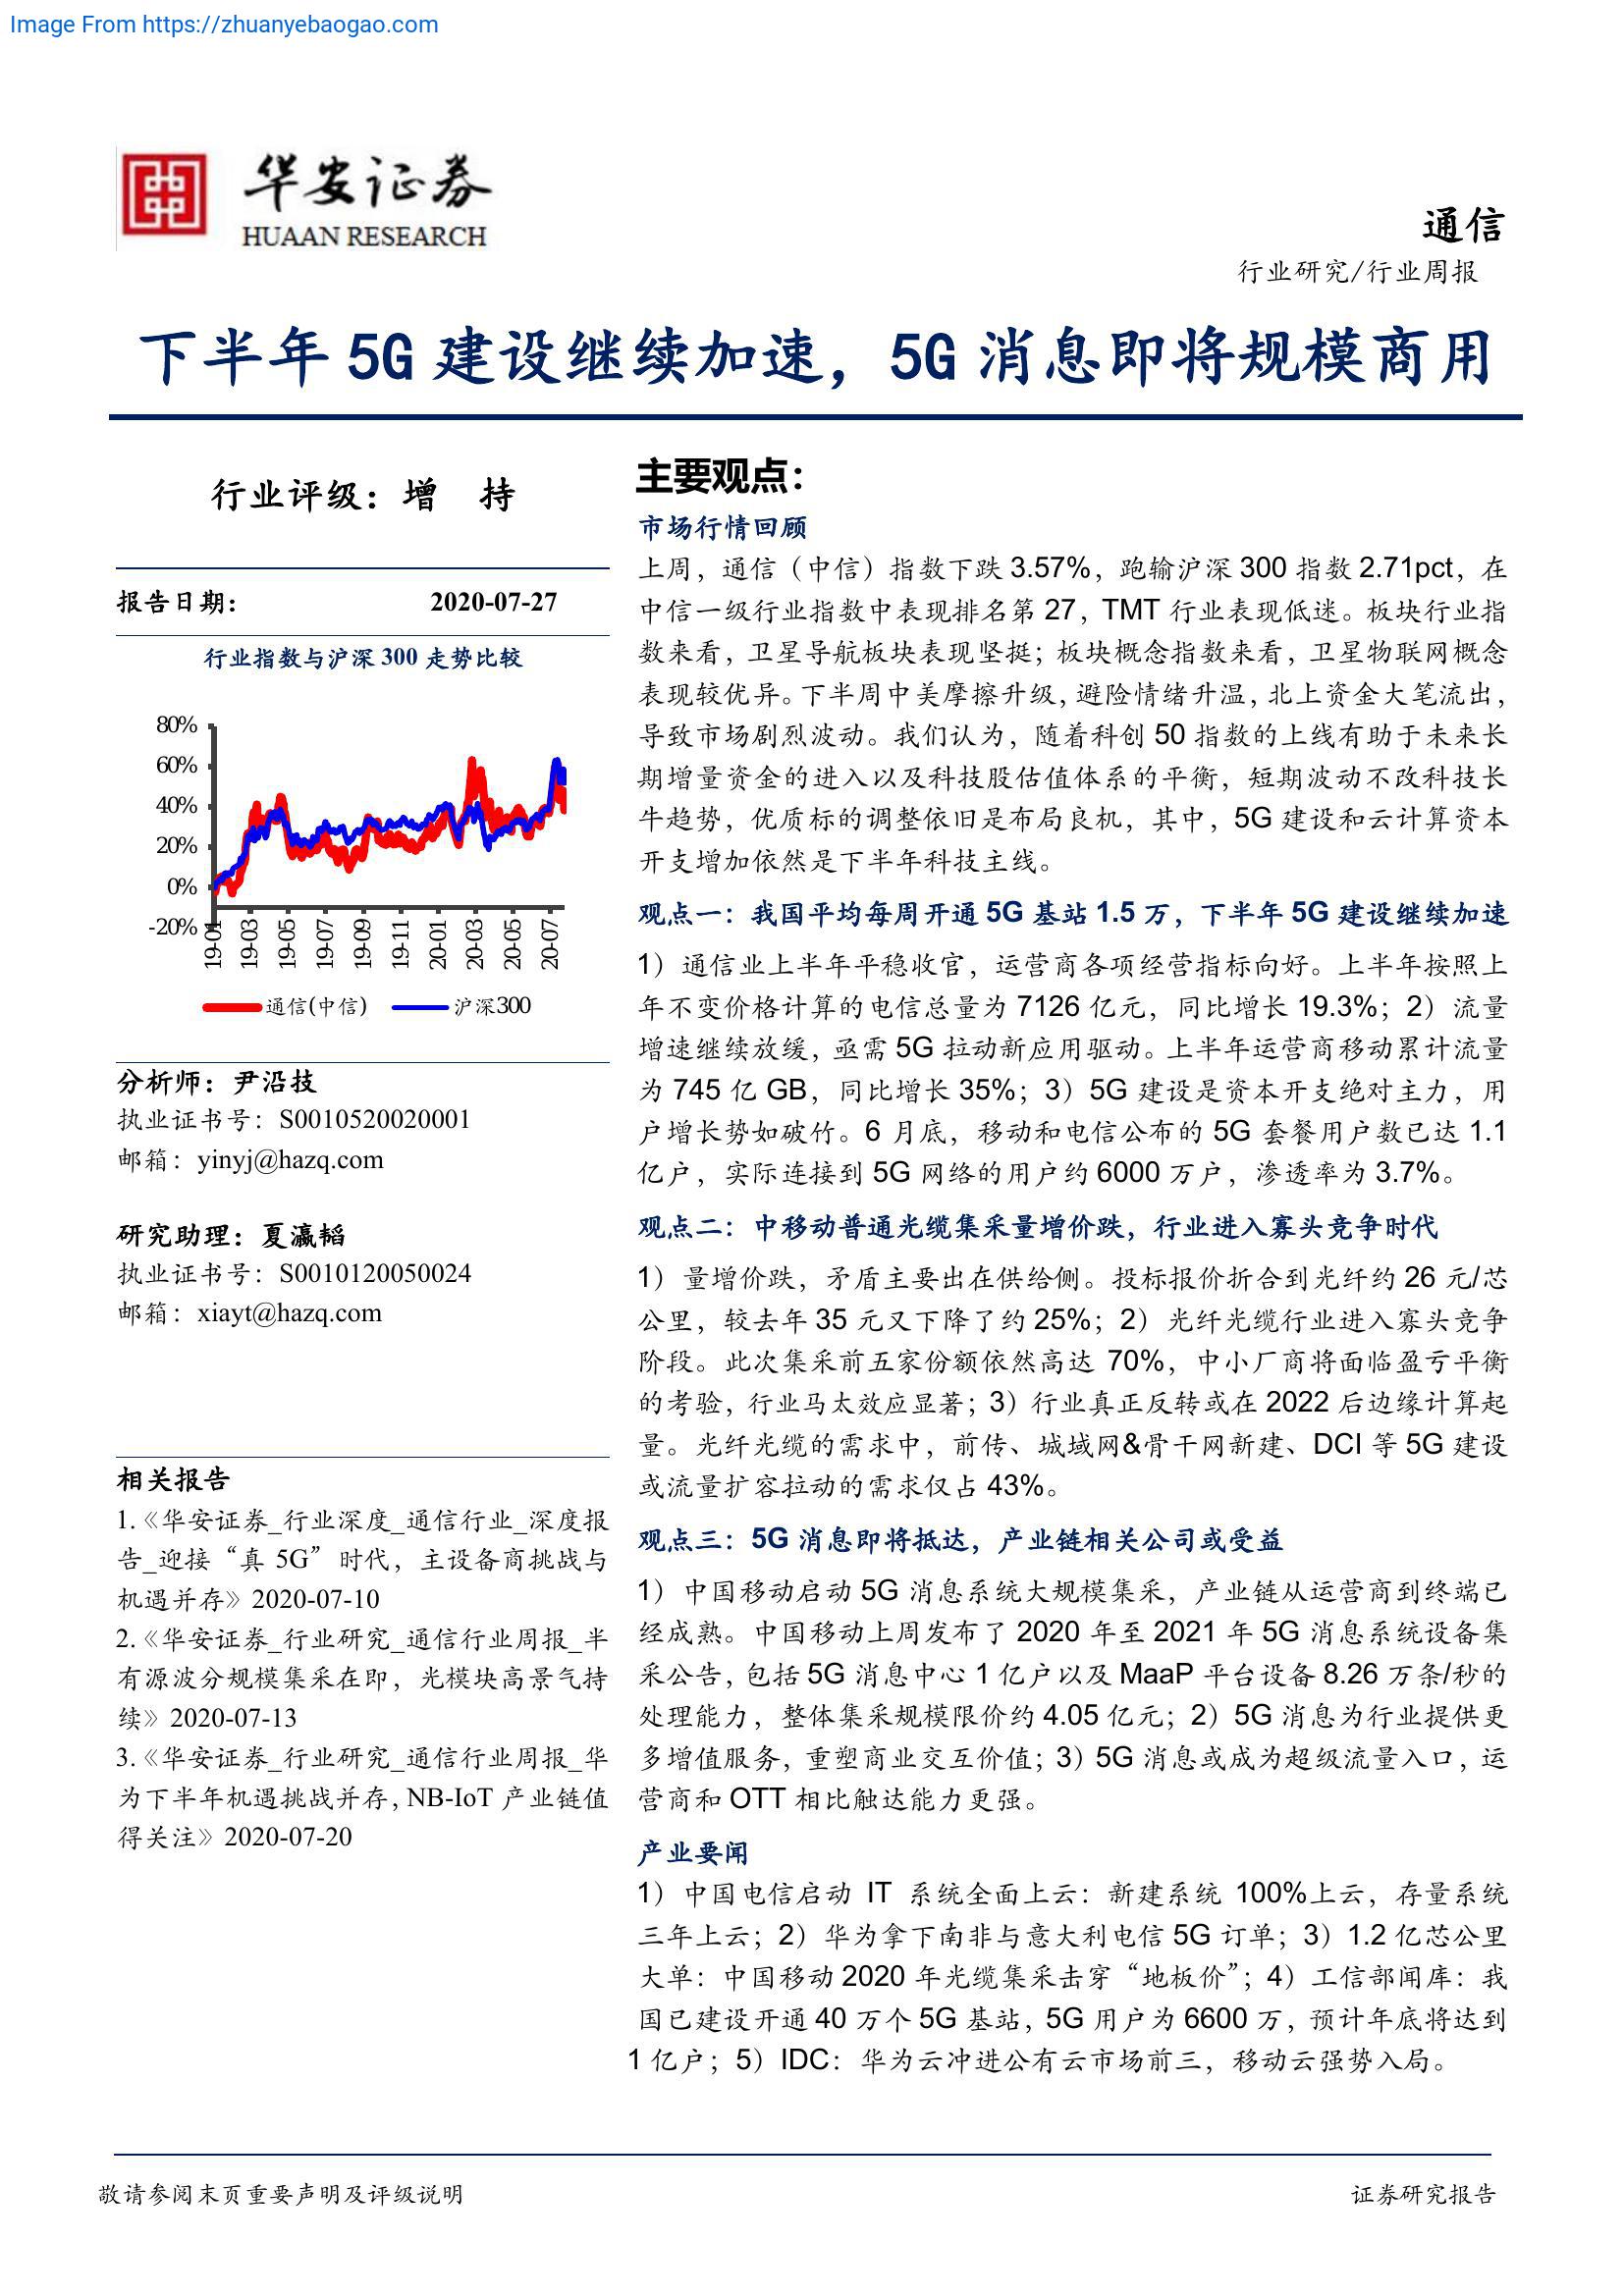 Image From https://zhuanyebaogao.com
华安证券
HUAAN RESEARCH
通信
行业研究/行业周报
下半年 5G 建设继续加速，5G 消息即将规模商用
行业评级：增 持
报告日期： 2020-07-27
行业指数与沪深 300 走势比较
80%
60%
40%
20%
0%
-20%
19-01 19-03 19-05 19-07 19-09 19-11 20-01 20-03 20-05 20-07
通信(中信) 沪深300
分析师：尹沿技
执业证书号：S0010520020001
邮箱：yinyj@hazq.com
研究助理：夏瀛韬
执业证书号：S0010120050024
邮箱：xiayt@hazq.com
相关报告
1.《华安证券_行业深度_通信行业_深度报
告_迎接“真 5G”时代，主设备商挑战与
机遇并存》2020-07-10
2.《华安证券_行业研究_通信行业周报_半
有源波分规模集采在即，光模块高景气持
续》2020-07-13
3.《华安证券_行业研究_通信行业周报_华
为下半年机遇挑战并存，NB-IoT 产业链值
得关注》2020-07-20
主要观点：
市场行情回顾
上周，通信（中信）指数下跌 3.57%，跑输沪深 300 指数 2.71pct，在
中信一级行业指数中表现排名第 27，TMT 行业表现低迷。板块行业指
数来看，卫星导航板块表现坚挺；板块概念指数来看，卫星物联网概念
表现较优异。下半周中美摩擦升级，避险情绪升温，北上资金大笔流出，
导致市场剧烈波动。我们认为，随着科创 50 指数的上线有助于未来长
期增量资金的进入以及科技股估值体系的平衡，短期波动不改科技长
牛趋势，优质标的调整依旧是布局良机，其中，5G 建设和云计算资本
开支增加依然是下半年科技主线。
观点一：我国平均每周开通 5G 基站 1.5 万，下半年 5G 建设继续加速
1）通信业上半年平稳收官，运营商各项经营指标向好。上半年按照上
年不变价格计算的电信总量为 7126 亿元，同比增长 19.3%；2）流量
增速继续放缓，亟需 5G 拉动新应用驱动。上半年运营商移动累计流量
为 745 亿 GB，同比增长 35%；3）5G 建设是资本开支绝对主力，用
户增长势如破竹。6 月底，移动和电信公布的 5G 套餐用户数已达 1.1
亿户，实际连接到 5G 网络的用户约 6000 万户，渗透率为 3.7%。
观点二：中移动普通光缆集采量增价跌，行业进入寡头竞争时代
1）量增价跌，矛盾主要出在供给侧。投标报价折合到光纤约 26 元/芯
公里，较去年 35 元又下降了约 25%；2）光纤光缆行业进入寡头竞争
阶段。此次集采前五家份额依然高达 70%，中小厂商将面临盈亏平衡
的考验，行业马太效应显著；3）行业真正反转或在 2022 后边缘计算起
量。光纤光缆的需求中，前传、城域网&骨干网新建、DCI 等 5G 建设
或流量扩容拉动的需求仅占 43%。
观点三：5G 消息即将抵达，产业链相关公司或受益
1）中国移动启动 5G 消息系统大规模集采，产业链从运营商到终端已
经成熟。中国移动上周发布了 2020 年至 2021 年 5G 消息系统设备集
采公告，包括 5G 消息中心 1 亿户以及 MaaP 平台设备 8.26 万条/秒的
处理能力，整体集采规模限价约 4.05 亿元；2）5G 消息为行业提供更
多增值服务，重塑商业交互价值；3）5G 消息或成为超级流量入口，运
营商和 OTT 相比触达能力更强。
产业要闻
1）中国电信启动 IT 系统全面上云：新建系统 100%上云，存量系统
三年上云；2）华为拿下南非与意大利电信 5G 订单；3）1.2 亿芯公里
大单：中国移动 2020 年光缆集采击穿“地板价”；4）工信部闻库：我
国已建设开通 40 万个 5G 基站，5G 用户为 6600 万，预计年底将达到
1 亿户；5）IDC：华为云冲进公有云市场前三，移动云强势入局。
敬请参阅末页重要声明及评级说明 证券研究报告